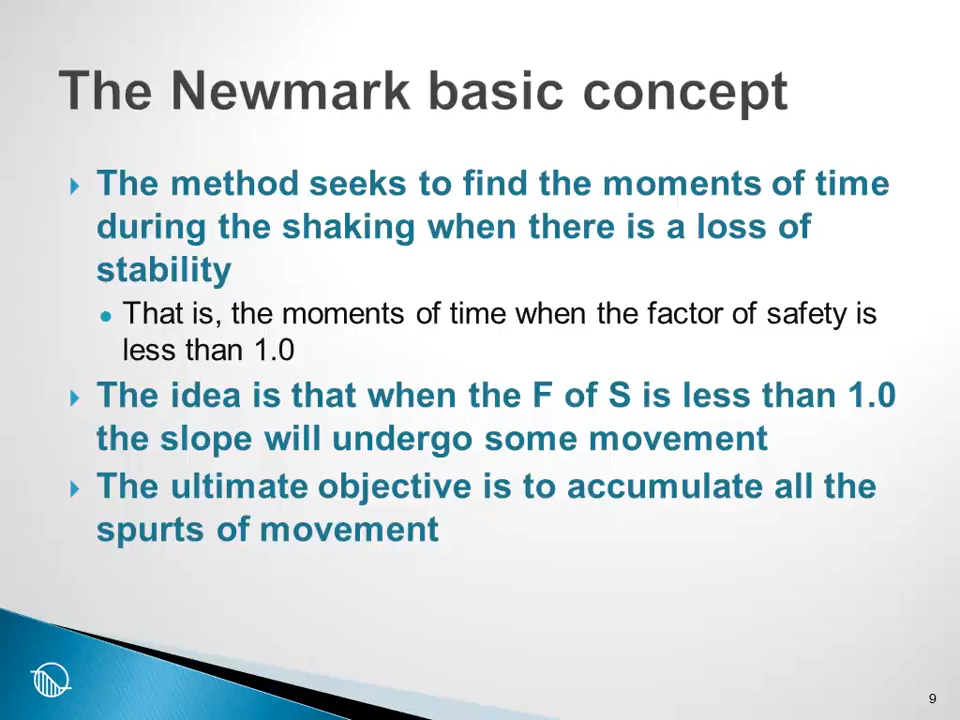 The Newmark basic concept
The method seeks to find the moments of time
during the shaking when there is a loss of
stability
That is, the moments of time when the factor of safety is
less than 1.0
The idea is that when the F of S is less than 1.0
the slope will undergo some movement
The ultimate objective is to accumulate all the
spurts of movement
9